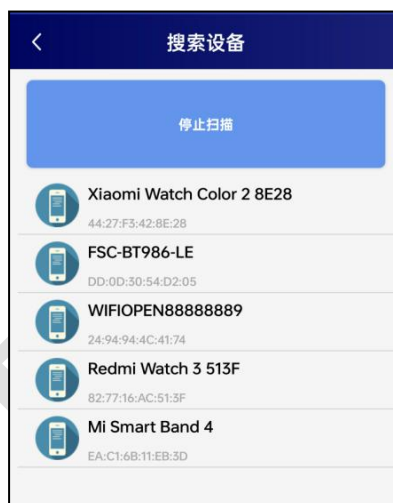 搜索设备
停止扫描
Xiaomi Watch Color 2 8E28
44:27:F3:42:8E:28
FSC-BT986-LE
DD:0D:30:54:D2:05
WIFIOPEN88888889
24:94:94:4C:41:74
Redmi Watch 3 513F
82:77:16:AC:51:3F
Mi Smart Band 4
EA:C1:6B:11:EB:3D